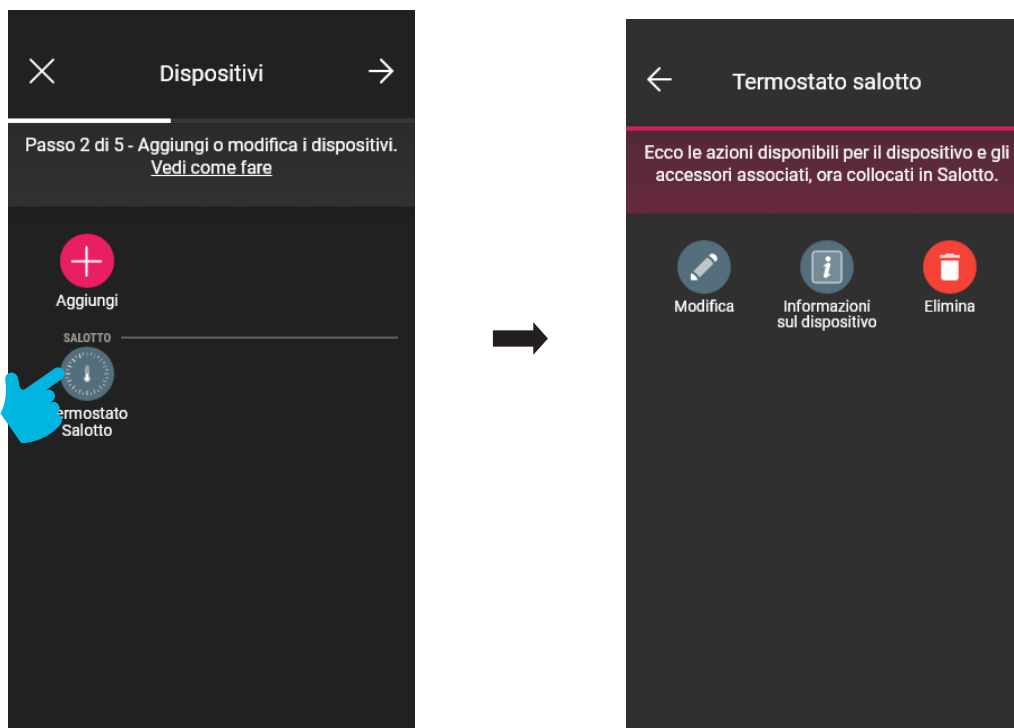 Dispositivi
Passo 2 di 5 - Aggiungi o modifica i dispositivi.
Vedi come fare
Aggiungi
SALOTTO
ermostato
Salotto
Termostato salotto
Ecco le azioni disponibili per il dispositivo e gli
accessori associati, ora collocati in Salotto.
Modifica
Informazioni
sul dispositivo
Elimina